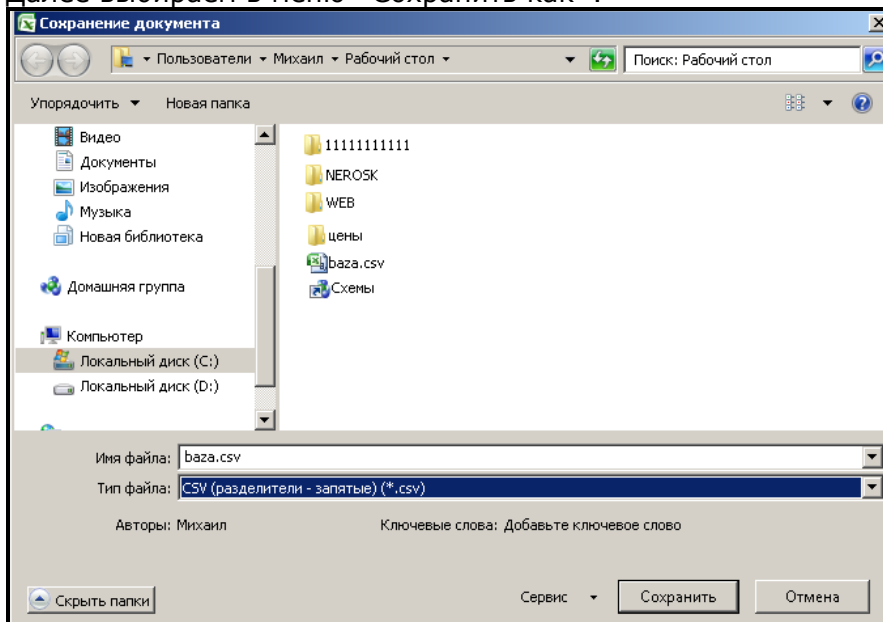 Далее выбираем в меню "Сохранить как".
Сохранение документа
Пользователи Михаил Рабочий стол
Поиск: Рабочий стол
Упорядочить Новая папка
Видео
Документы
Изображения
Музыка
Новая библиотека
Домашняя группа
Компьютер
Локальный диск (C:)
Локальный диск (D:)
11111111111
NEROSK
WEB
цены
baza.csv
Схемы
Имя файла: baza.csv
Тип файла: CSV (разделители - запятые) (*.csv)
Авторы: Михаил Ключевые слова: Добавьте ключевое слово
Скрыть папки Сервис Сохранить Отмена